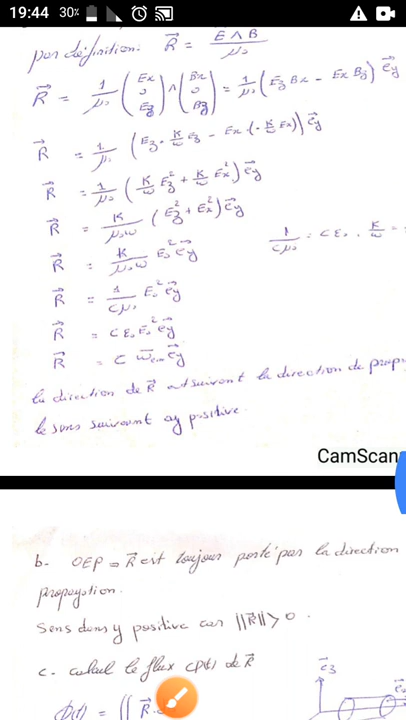 19:44 30%
par définition. R⃗ = E ∧ B / μ₀
R⃗ = 1/μ₀ (Ex 0 Ez) ∧ (Bx 0 Bz) = 1/μ₀ (Ez Bx - Ex Bz) e⃗y
R⃗ = 1/μ₀ (Ez · K/ω Ez - Ex (- K/ω Ex)) e⃗y
R⃗ = 1/μ₀ (K/ω Ez² + K/ω Ex²) e⃗y
R⃗ = K/μ₀ω (Ez² + Ex²) e⃗y
R⃗ = K/μ₀ω E₀² e⃗y 1/Cμ₀ = C ε₀ . K/ω =
R⃗ = 1/Cμ₀ E₀² e⃗y
R⃗ = C ε₀ E₀² e⃗y
R⃗ = C e⃗y
la direction de R⃗ est suivant la direction de prop
le sens suivant oy positive.
CamScan
b- OEP ⇒ R⃗ est toujours porté par la direction
propagation.
Sens dans y positive car ||R⃗|| > 0.
c- calcul le flux φ(t) de R⃗
e⃗3
φ(t) = ∬ R⃗.